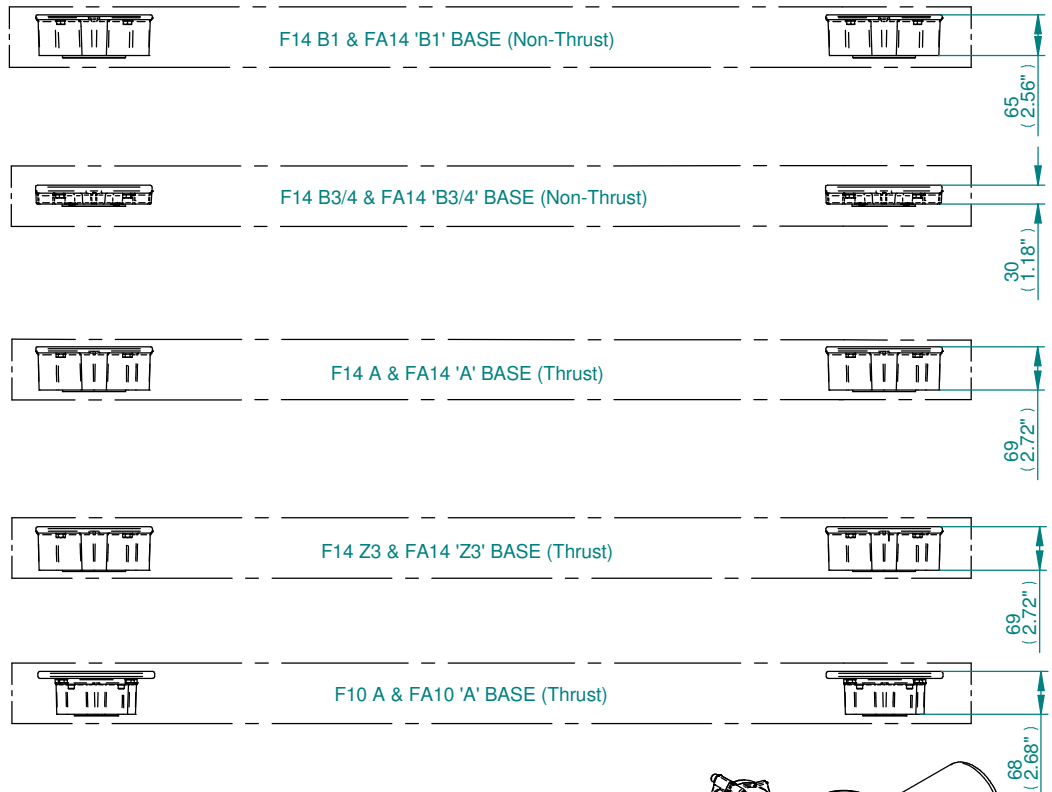 F14 B1 & FA14 'B1' BASE (Non-Thrust)
65
( 2.56" )
F14 B3/4 & FA14 'B3/4' BASE (Non-Thrust)
30
( 1.18" )
F14 A & FA14 'A' BASE (Thrust)
69
( 2.72" )
F14 Z3 & FA14 'Z3' BASE (Thrust)
69
( 2.72" )
F10 A & FA10 'A' BASE (Thrust)
68
( 2.68" )